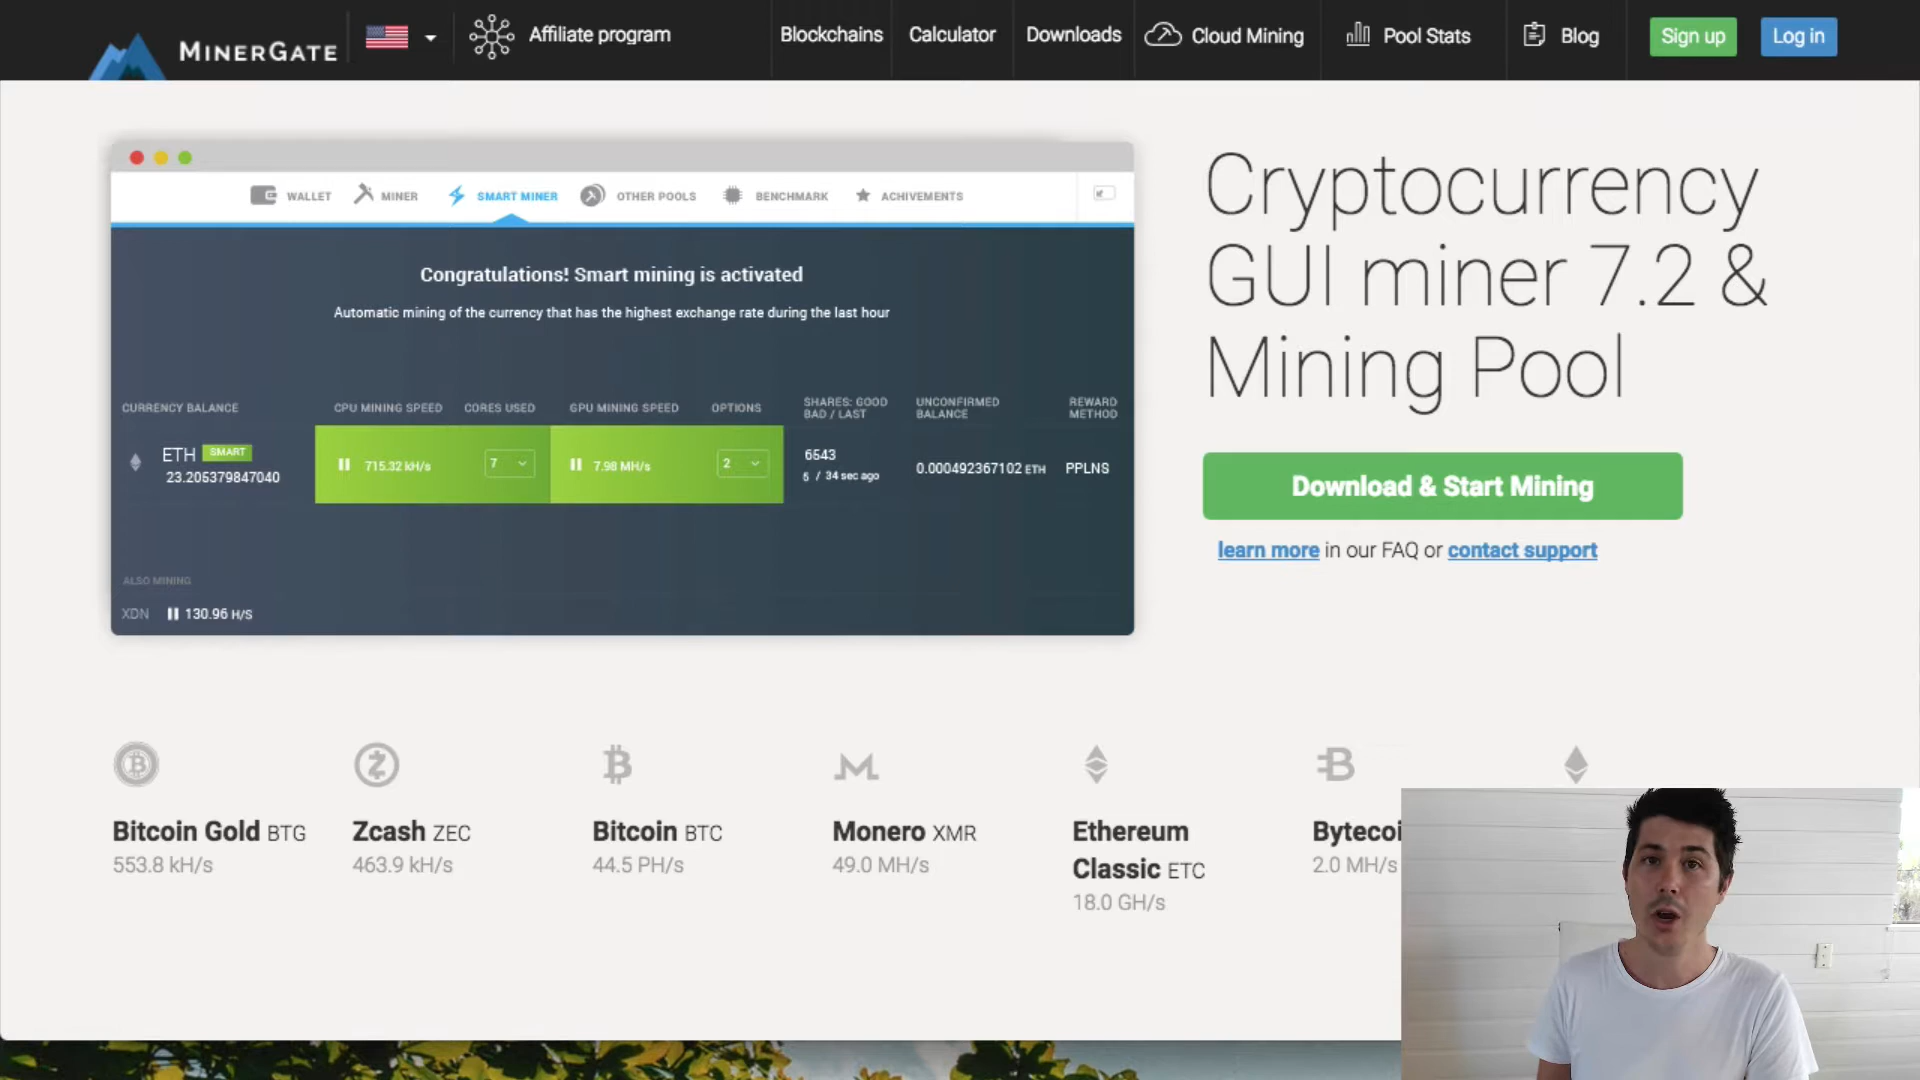 MINERGATE
Affiliate program
Blockchains
Calculator
Downloads
Cloud Mining
Pool Stats
Blog
Sign up
Log in
WALLET
MINER
SMART MINER
OTHER POOLS
BENCHMARK
ACHIVEMENTS
Congratulations! Smart mining is activated
Automatic mining of the currency that has the highest exchange rate during the last hour
CURRENCY BALANCE
CPU MINING SPEED
CORES USED
GPU MINING SPEED
OPTIONS
SHARES: GOOD
BAD / LAST
UNCONFIRMED
BALANCE
REWARD
METHOD
ETH SMART
23.205379847040
715.32 kH/s
7
7.98 MH/s
2
6543
5 / 34 sec ago
0.000492367102 ETH
PPLNS
ALSO MINING
XDN 130.96 H/S
Cryptocurrency
GUI miner 7.2 &
Mining Pool
Download & Start Mining
learn more in our FAQ or contact support
Bitcoin Gold BTG
553.8 kH/s
Zcash ZEC
463.9 kH/s
Bitcoin BTC
44.5 PH/s
Monero XMR
49.0 MH/s
Ethereum
Classic ETC
18.0 GH/s
Bytecoi
2.0 MH/s